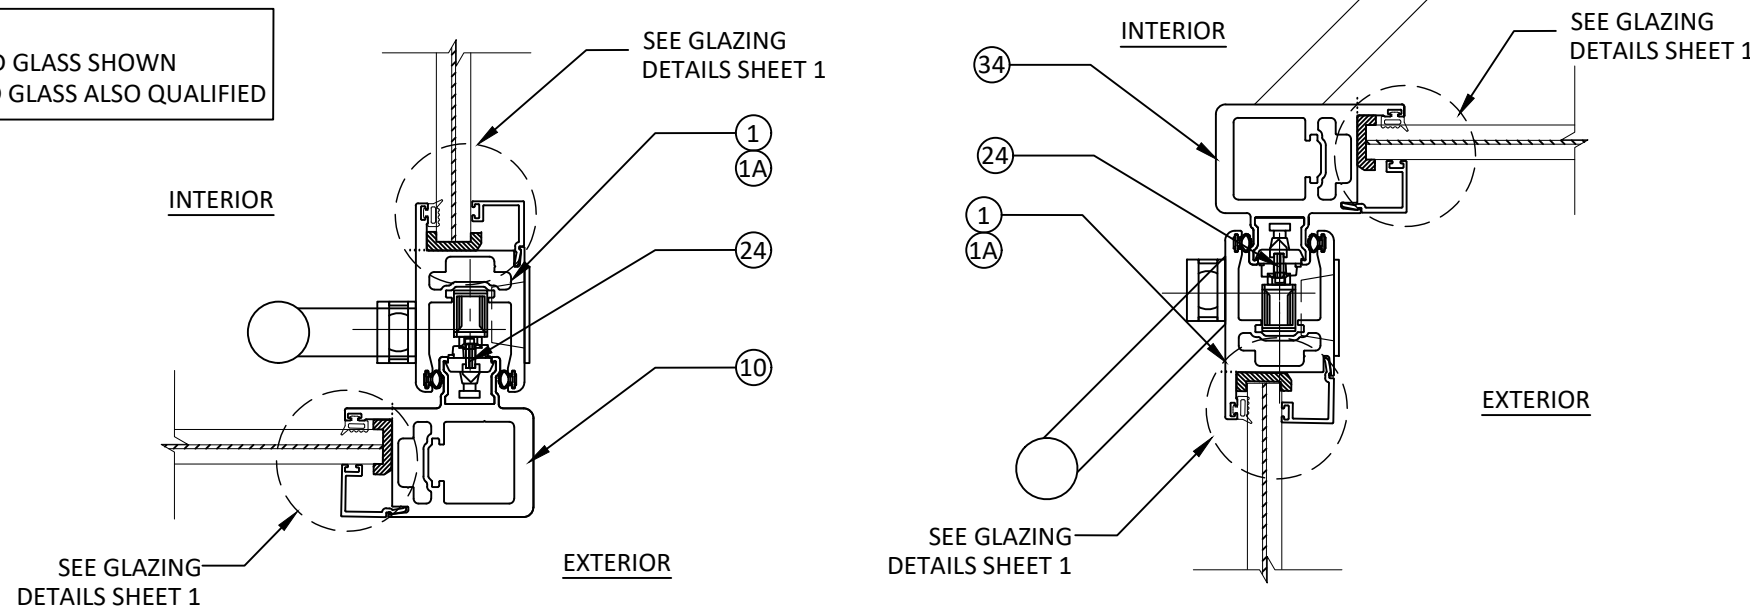 GLASS SHOWN
GLASS ALSO QUALIFIED
SEE GLAZING
DETAILS SHEET 1
1
1A
INTERIOR
24
10
SEE GLAZING
DETAILS SHEET 1
EXTERIOR
INTERIOR
SEE GLAZING
DETAILS SHEET 1
34
24
1
1A
EXTERIOR
SEE GLAZING
DETAILS SHEET 1